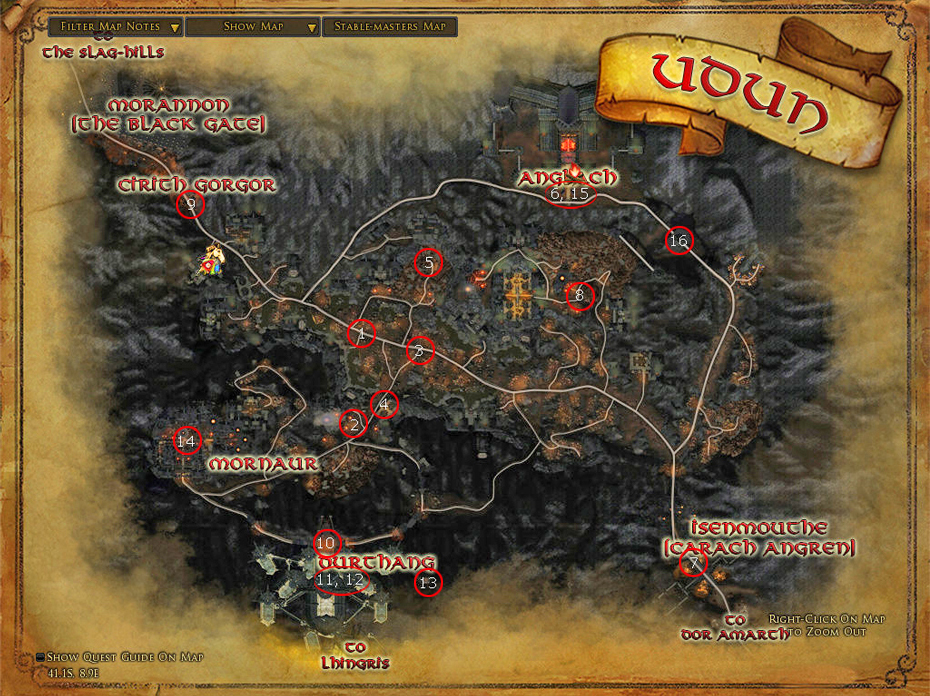 Filter Map Notes
Show Map
Stable-masters Map
UDUN
The Slag-Hills
Morannon
(The Black Gate)
Cirith Gorgor
9
6, 15
16
5
8
1
3
4
2
14
Mornaur
Isenmouthe
(Carach Angren)
10
Durthang
7
11, 12
13
To
Dor Amarth
Right-Click On Map
To Zoom Out
To
Lhingris
Show Quest Guide On Map
41.1S, 8.9E